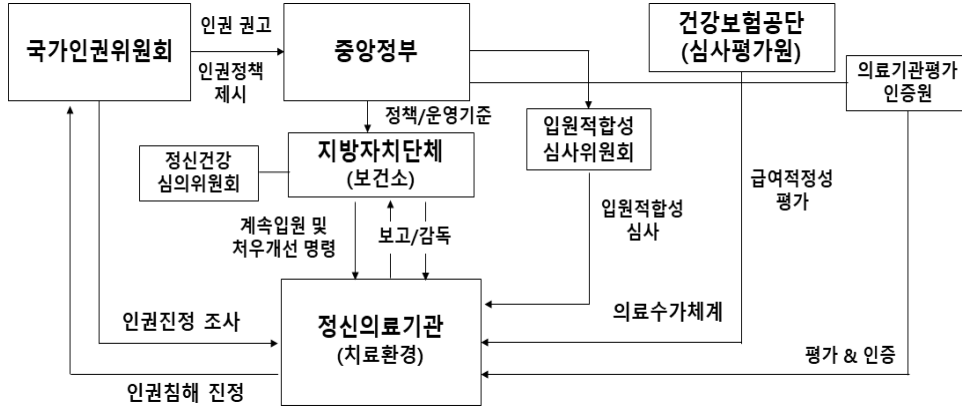 인권 권고
국가인권위원회
인권정책
제시
중앙정부
건강보험공단
(심사평가원)
의료기관평가
인증원
정책/운영기준
입원적합성
심사위원회
정신건강
심의위원회
지방자치단체
(보건소)
급여적정성
평가
계속입원 및
처우개선 명령
보고/감독
입원적합성
심사
인권진정 조사
정신의료기관
(치료환경)
의료수가체계
평가 & 인증
인권침해 진정